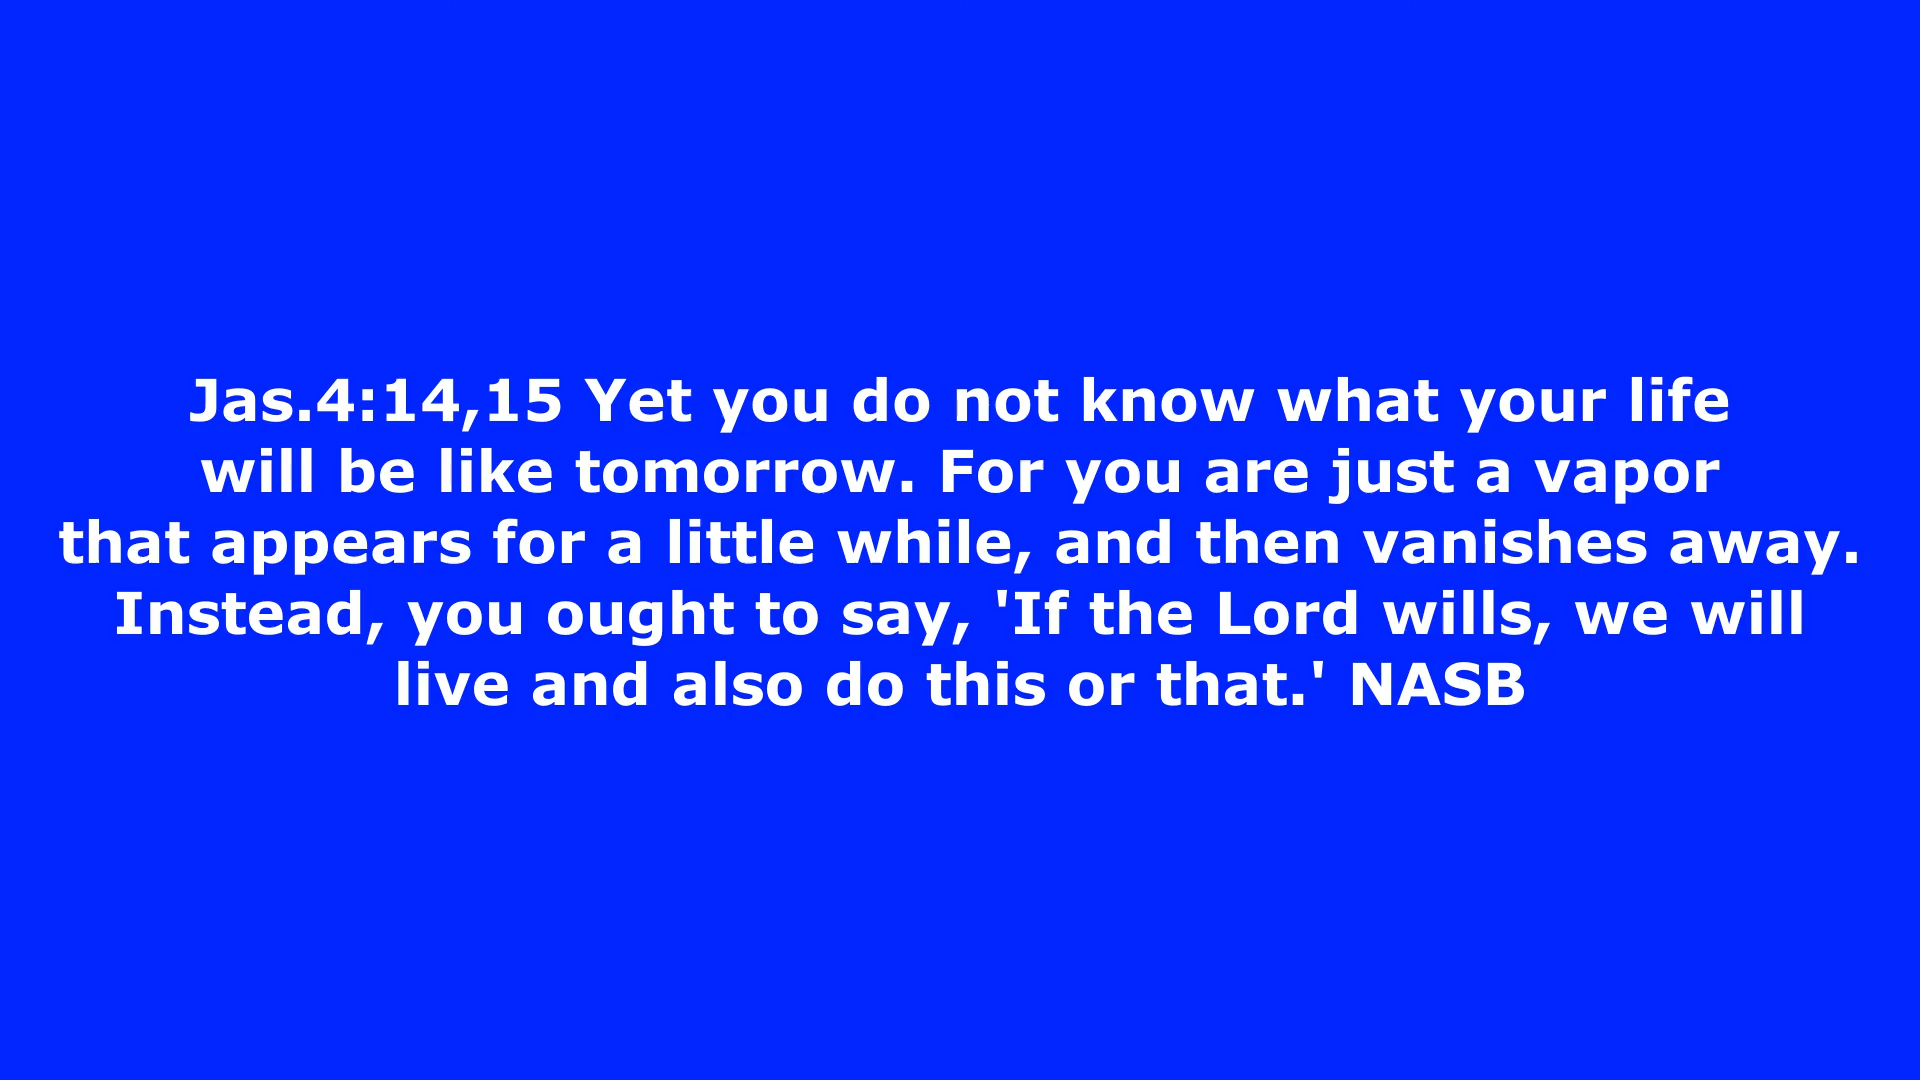 Jas.4:14,15 Yet you do not know what your life
will be like tomorrow. For you are just a vapor
that appears for a little while, and then vanishes away.
Instead, you ought to say, 'If the Lord wills, we will
live and also do this or that.' NASB